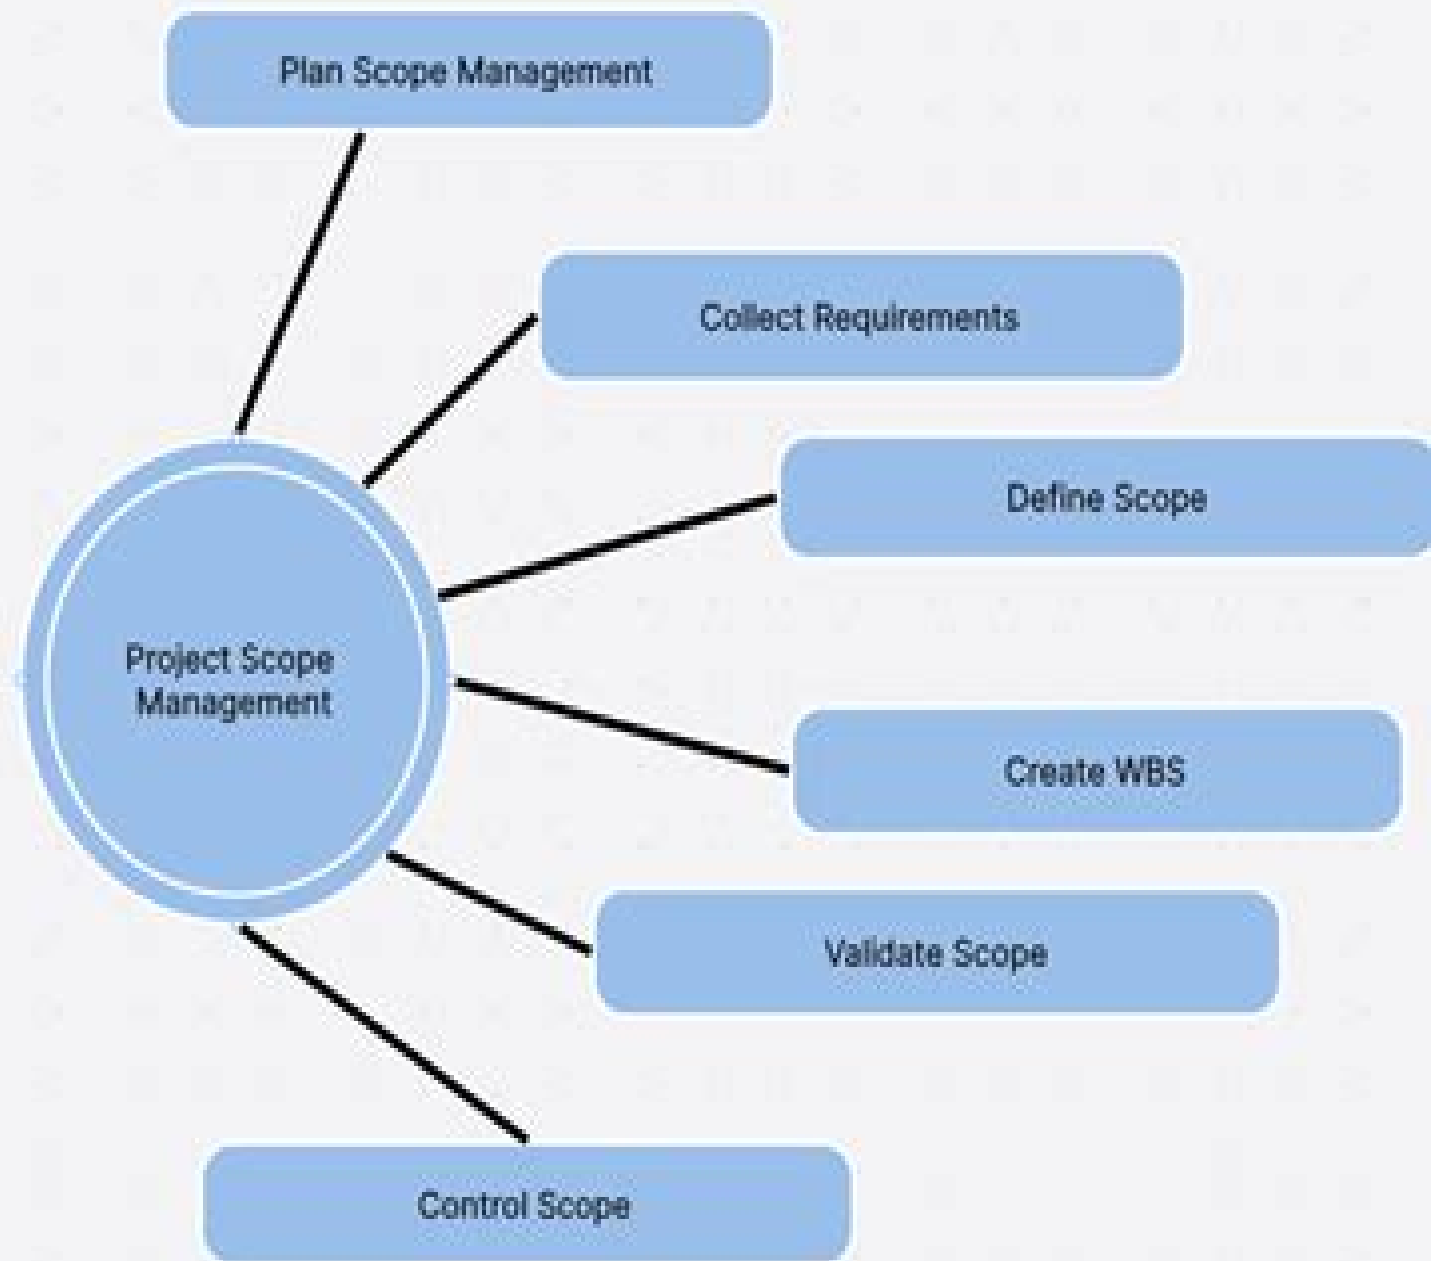 Plan Scope Management
Collect Requirements
Define Scope
Project Scope
Management
Create WBS
Validate Scope
Control Scope